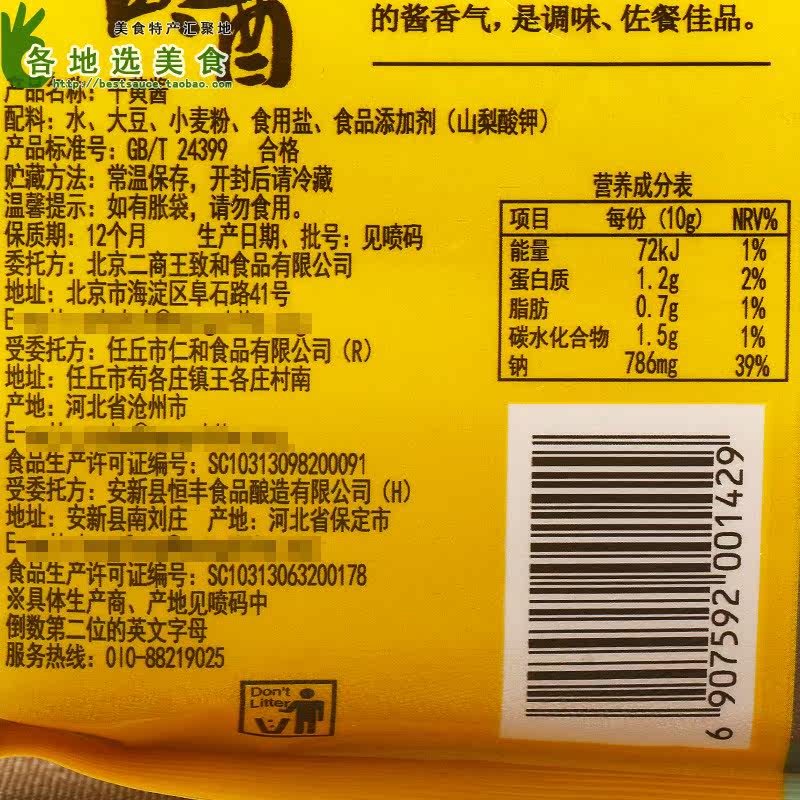 酱
美食特产汇聚地
各地选美食
http://bestsauce.taobao.com
的酱香气，是调味、佐餐佳品。
产品名称：干黄酱
配料：水、大豆、小麦粉、食用盐、食品添加剂（山梨酸钾）
产品标准号：GB/T 24399 合格
贮藏方法：常温保存，开封后请冷藏
温馨提示：如有胀袋，请勿食用。
保质期：12个月 生产日期、批号：见喷码
委托方：北京二商王致和食品有限公司
地址：北京市海淀区阜石路41号
E-
受委托方：任丘市仁和食品有限公司（R）
地址：任丘市苟各庄镇王各庄村南
产地：河北省沧州市
E-
食品生产许可证编号：SC10313098200091
受委托方：安新县恒丰食品酿造有限公司（H）
地址：安新县南刘庄 产地：河北省保定市
E-
食品生产许可证编号：SC10313063200178
※具体生产商、产地见喷码中
倒数第二位的英文字母
服务热线：010-88219025
Don't
Litter
营养成分表
项目 每份（10g） NRV%
能量 72kJ 1%
蛋白质 1.2g 2%
脂肪 0.7g 1%
碳水化合物 1.5g 1%
钠 786mg 39%
6 907592 001429